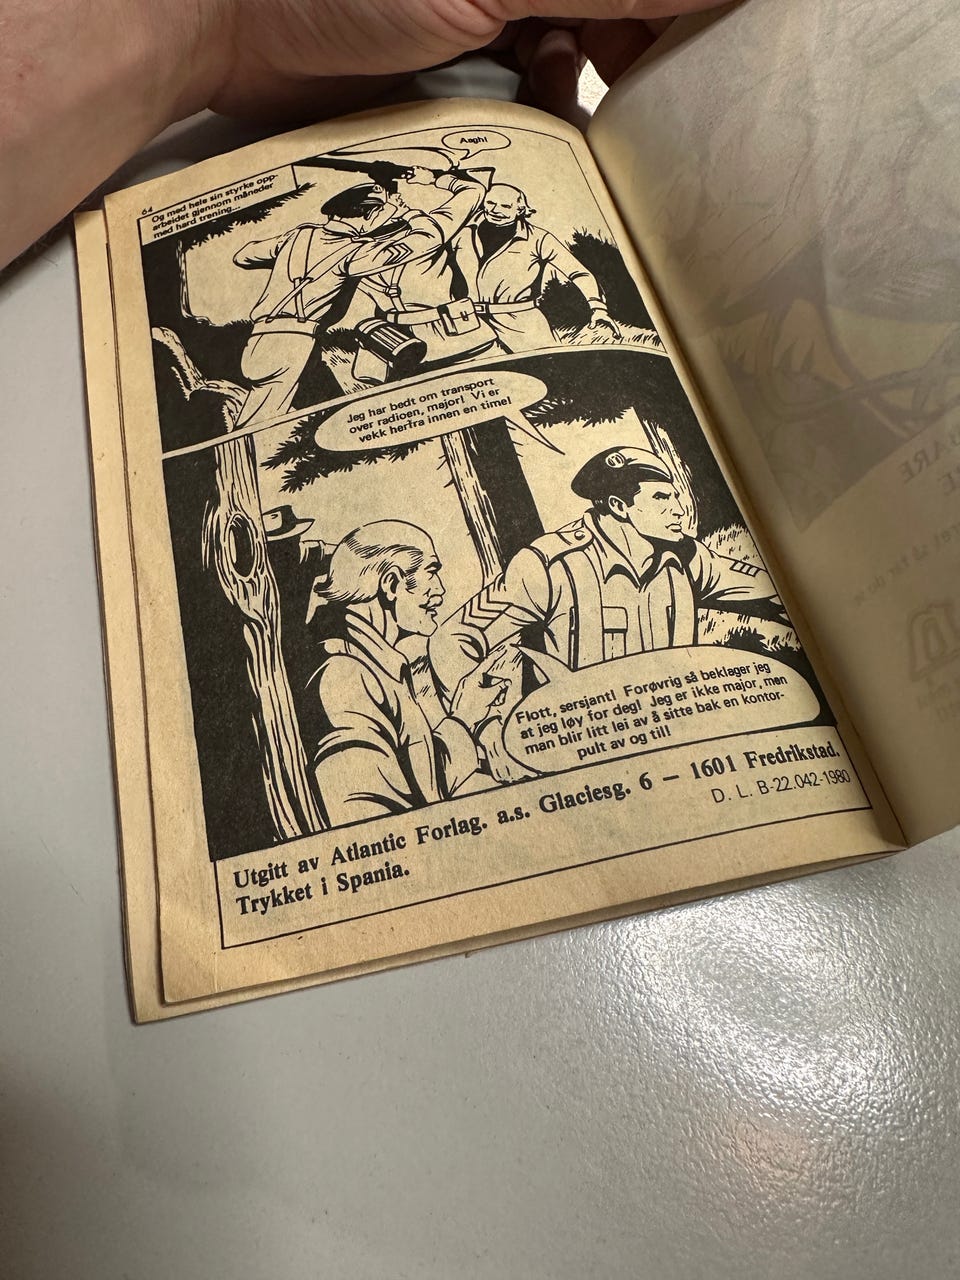 64
Og med hele sin styrke opp-
arbeidet gjennom måneder
med hard trening...
Aagh!
Jeg har bedt om transport
over radioen, major! Vi er
vekk herfra innen en time!
Flott, sersjant! Forøvrig så beklager jeg
at jeg løy for deg! Jeg er ikke major, men
man blir litt lei av å sitte bak en kontor-
pult av og til!
Utgitt av Atlantic Forlag. a.s. Glaciesg. 6 – 1601 Fredrikstad.
Trykket i Spania.
D. L. B-22.042-1980